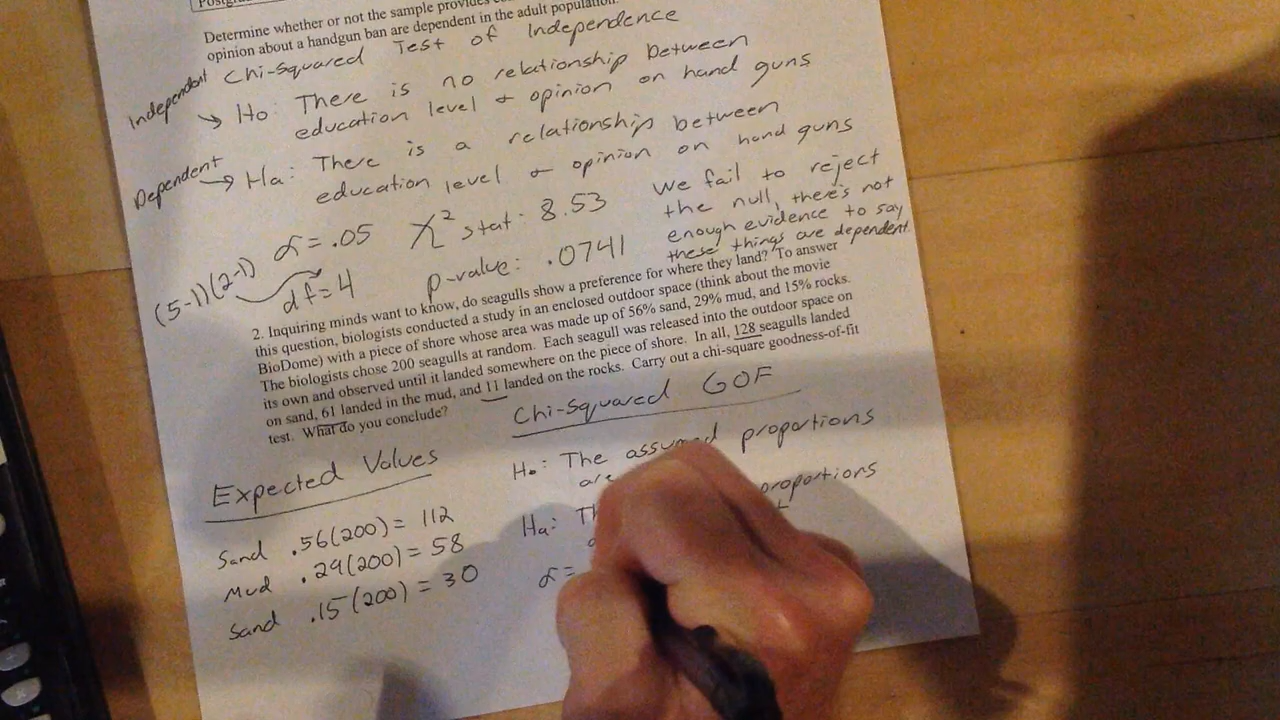 Postgra
Determine whether or not the sample provides
opinion about a handgun ban are dependent in the adult population.
Chi-Squared Test of Independence
Independent → Ho: There is no relationship between
education level + opinion on hand guns
Dependent → Ha: There is a relationship between
education level + opinion on hand guns
α = .05 χ² stat: 8.53
(5-1)(2-1) df=4 p-value: .0741
We fail to reject
the null, there's not
enough evidence to say
these things are dependent.
2. Inquiring minds want to know, do seagulls show a preference for where they land? To answer
this question, biologists conducted a study in an enclosed outdoor space (think about the movie
BioDome) with a piece of shore whose area was made up of 56% sand, 29% mud, and 15% rocks.
The biologists chose 200 seagulls at random. Each seagull was released into the outdoor space on
its own and observed until it landed somewhere on the piece of shore. In all, 128 seagulls landed
on sand, 61 landed in the mud, and 11 landed on the rocks. Carry out a chi-square goodness-of-fit
test. What do you conclude?
Expected Values
Sand .56(200) = 112
Mud .29(200) = 58
Sand .15(200) = 30
Chi-Squared GOF
Ho: The assumed proportions
are
Ha: Th proportions
α =